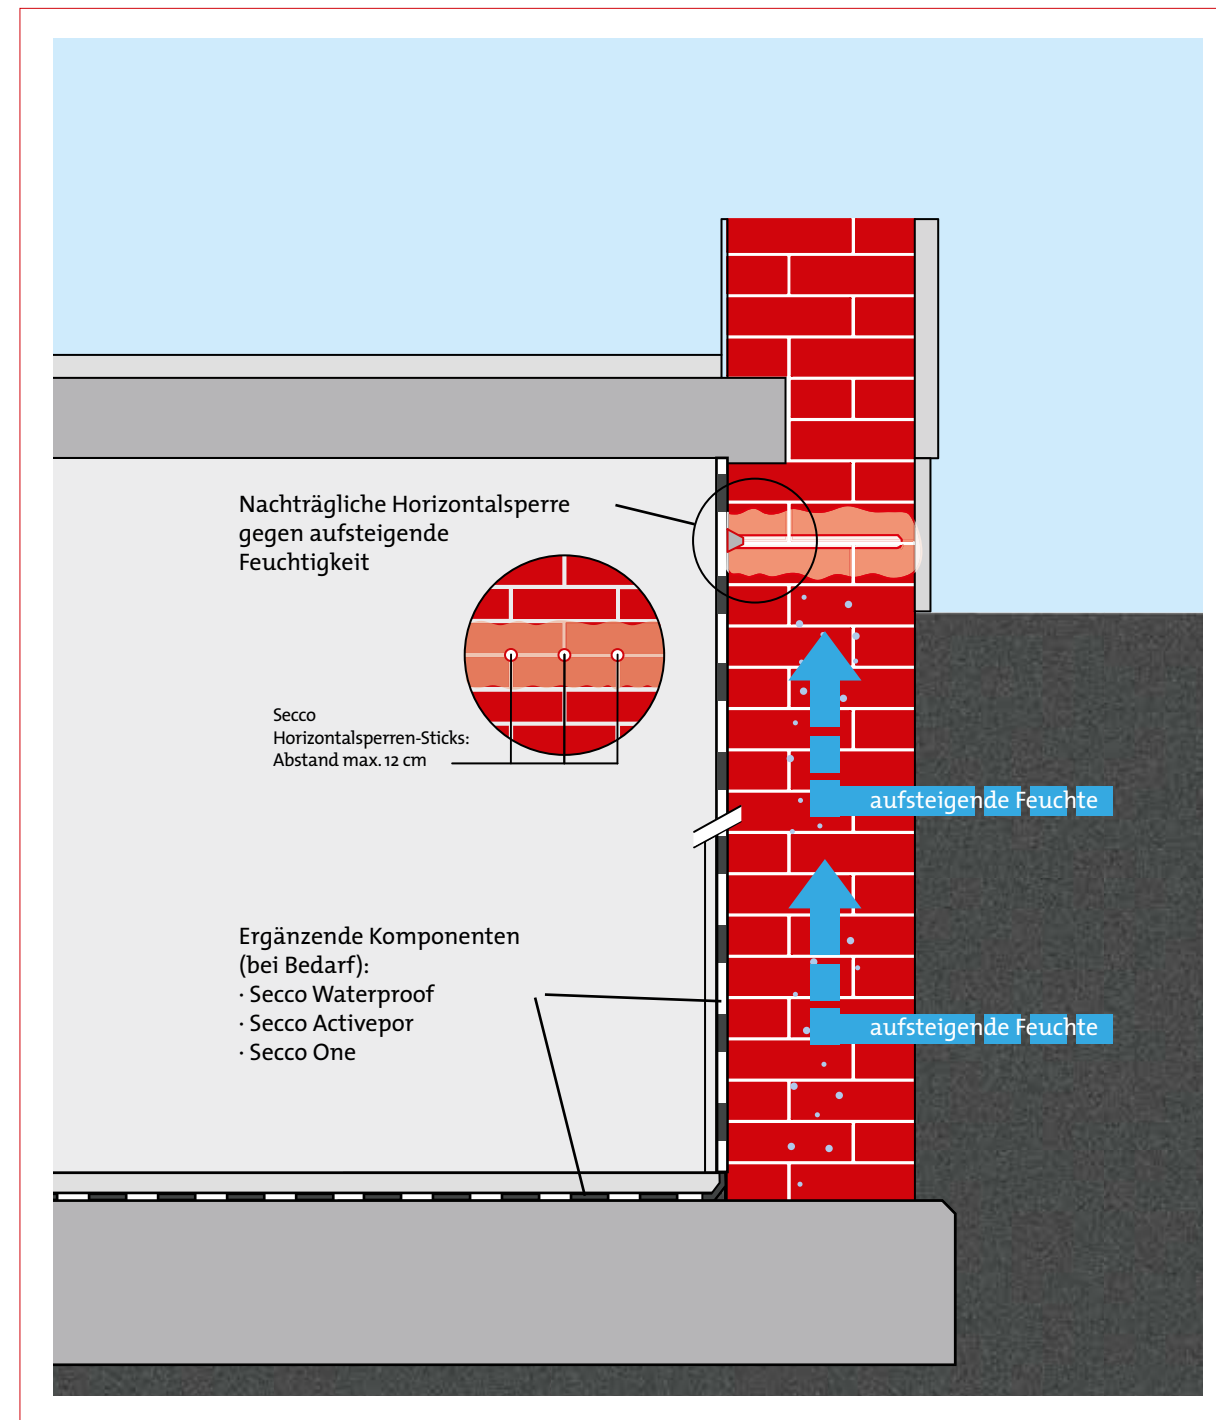 Nachträgliche Horizontalsperre
gegen aufsteigende
Feuchtigkeit
Secco
Horizontalsperren-Sticks:
Abstand max. 12 cm
aufsteigende Feuchte
Ergänzende Komponenten
(bei Bedarf):
· Secco Waterproof
· Secco Activepor
· Secco One
aufsteigende Feuchte